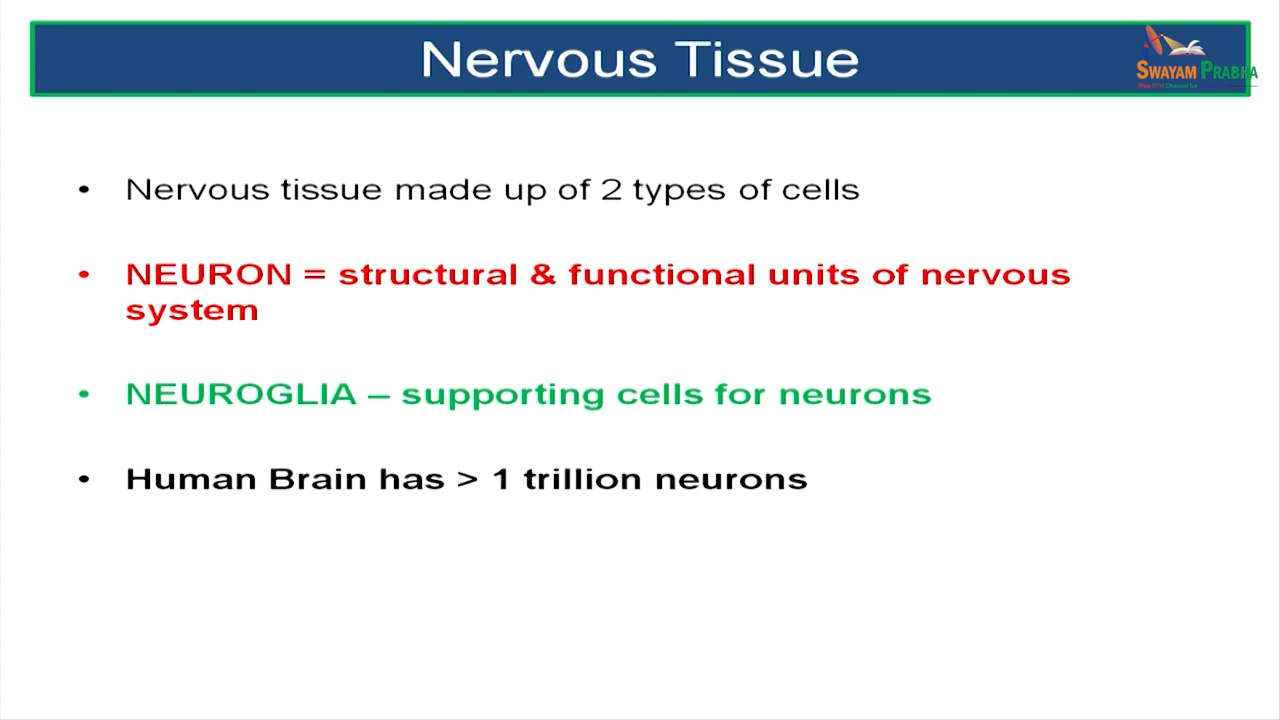 Nervous Tissue
SWAYAM PRABHA
• Nervous tissue made up of 2 types of cells
• NEURON = structural & functional units of nervous
system
• NEUROGLIA – supporting cells for neurons
• Human Brain has > 1 trillion neurons